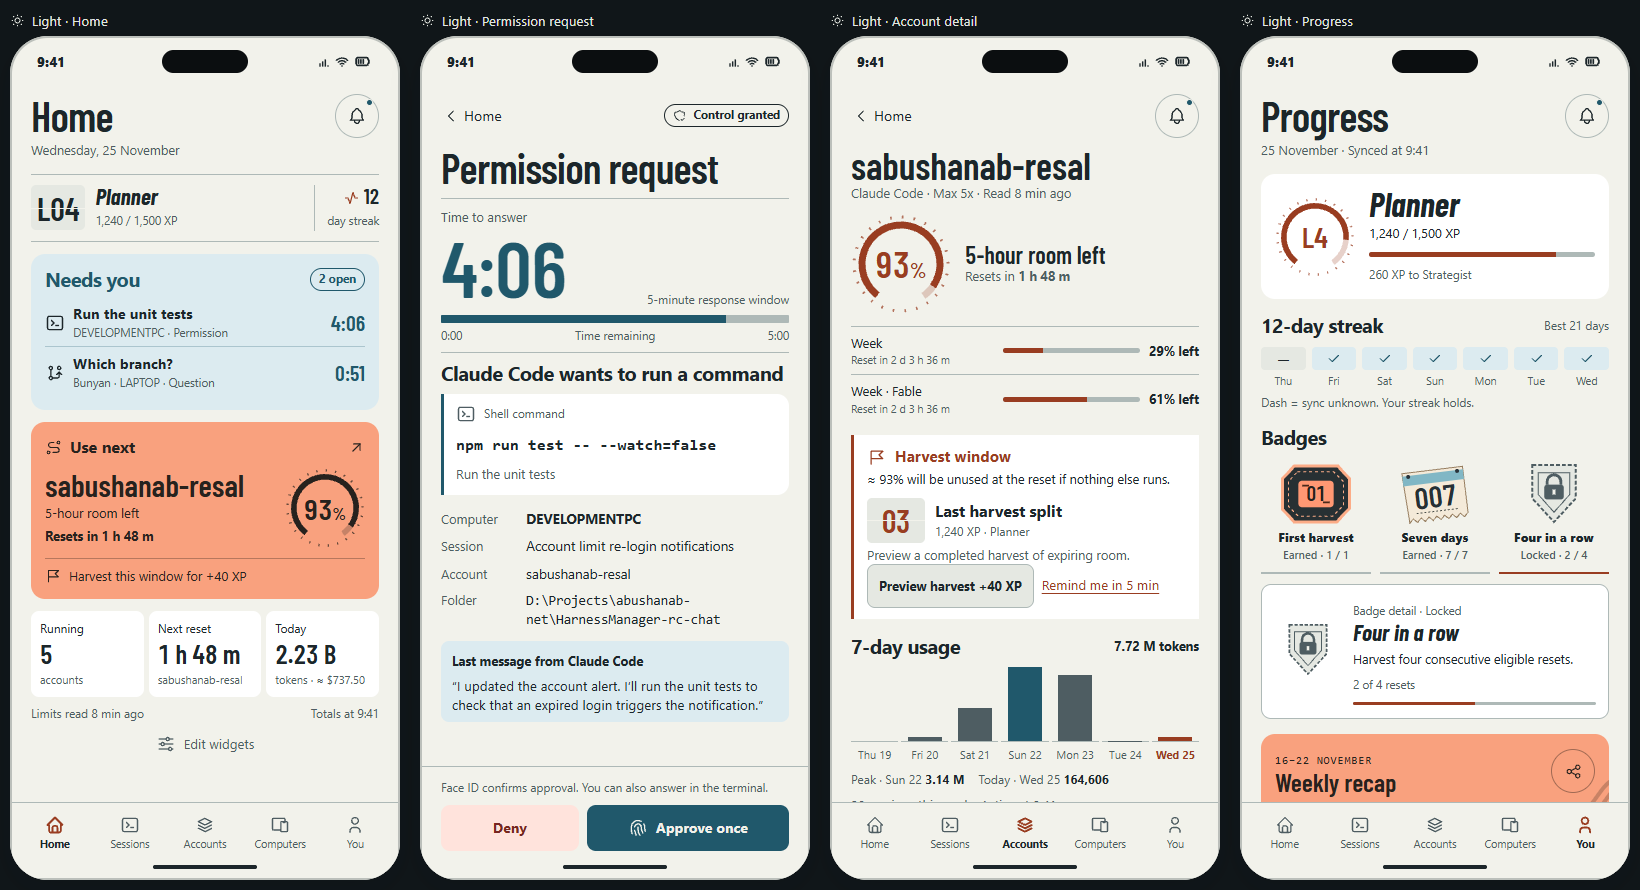 Light · Home
9:41
Home
Wednesday, 25 November
L04
Planner
1,240 / 1,500 XP
12
day streak
Needs you
2 open
Run the unit tests
DEVELOPMENTPC · Permission
4:06
Which branch?
Bunyan · LAPTOP · Question
0:51
Use next
sabushanab-resal
5-hour room left
Resets in 1 h 48 m
93%
Harvest this window for +40 XP
Running
5
accounts
Next reset
1 h 48 m
sabushanab-resal
Today
2.23 B
tokens · ≈ $737.50
Limits read 8 min ago
Totals at 9:41
Edit widgets
Home
Sessions
Accounts
Computers
You
Light · Permission request
9:41
Home
Control granted
Permission request
Time to answer
4:06
5-minute response window
0:00
Time remaining
5:00
Claude Code wants to run a command
Shell command
npm run test -- --watch=false
Run the unit tests
Computer DEVELOPMENTPC
Session Account limit re-login notifications
Account sabushanab-resal
Folder D:\Projects\abushanab-
net\HarnessManager-rc-chat
Last message from Claude Code
“I updated the account alert. I’ll run the unit tests to
check that an expired login triggers the notification.”
Face ID confirms approval. You can also answer in the terminal.
Deny
Approve once
Light · Account detail
9:41
Home
sabushanab-resal
Claude Code · Max 5x · Read 8 min ago
93%
5-hour room left
Resets in 1 h 48 m
Week
Reset in 2 d 3 h 36 m
29% left
Week · Fable
Reset in 2 d 3 h 36 m
61% left
Harvest window
≈ 93% will be unused at the reset if nothing else runs.
03
Last harvest split
1,240 XP · Planner
Preview a completed harvest of expiring room.
Preview harvest +40 XP
Remind me in 5 min
7-day usage
7.72 M tokens
Thu 19
Fri 20
Sat 21
Sun 22
Mon 23
Tue 24
Wed 25
Peak · Sun 22 3.14 M
Today · Wed 25 164,606
Home
Sessions
Accounts
Computers
You
Light · Progress
9:41
Progress
25 November · Synced at 9:41
L4
Planner
1,240 / 1,500 XP
260 XP to Strategist
12-day streak
Best 21 days
Thu
Fri
Sat
Sun
Mon
Tue
Wed
Dash = sync unknown. Your streak holds.
Badges
01
First harvest
Earned · 1 / 1
007
Seven days
Earned · 7 / 7
Four in a row
Locked · 2 / 4
Badge detail · Locked
Four in a row
Harvest four consecutive eligible resets.
2 of 4 resets
16–22 NOVEMBER
Weekly recap
Home
Sessions
Accounts
Computers
You